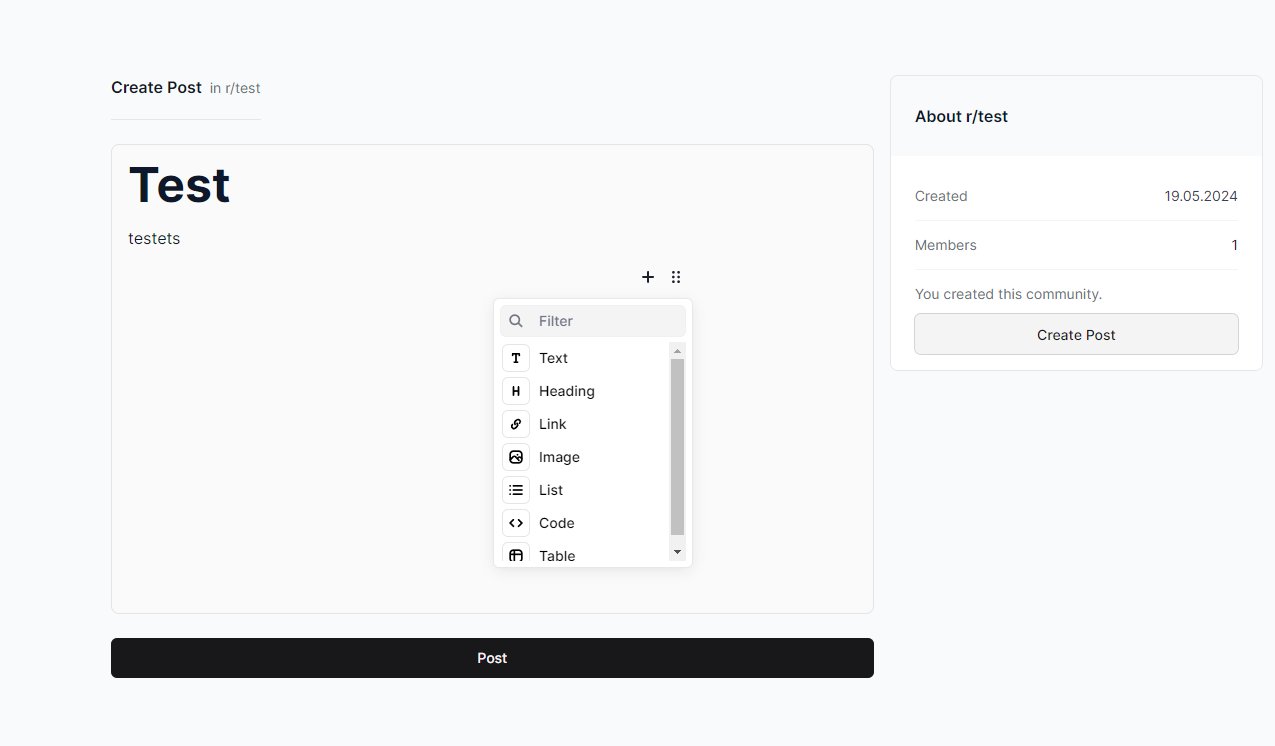 Create Post in r/test
Test
testets
Filter
Text
Heading
Link
Image
List
Code
Table
Post
About r/test
Created 19.05.2024
Members 1
You created this community.
Create Post